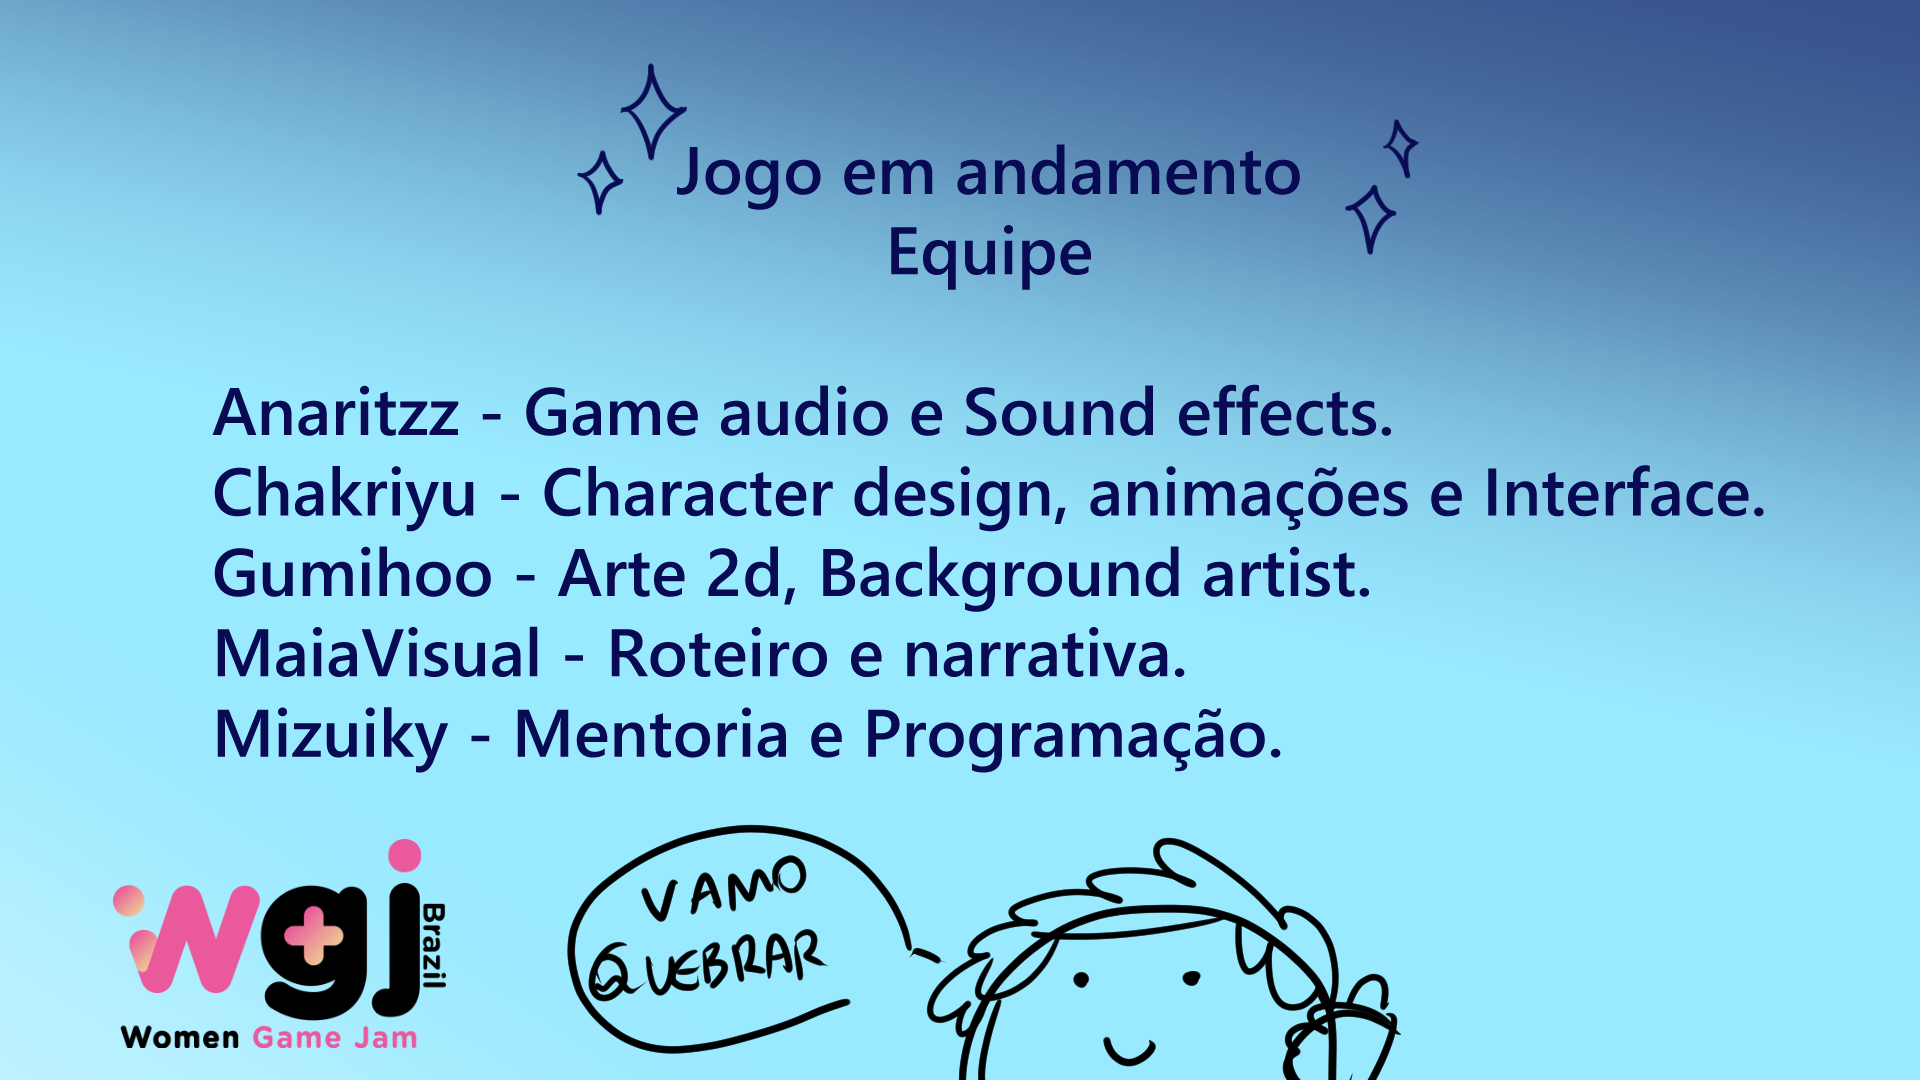 Jogo em andamento
Equipe
Anaritzz - Game audio e Sound effects.
Chakriyu - Character design, animações e Interface.
Gumihoo - Arte 2d, Background artist.
MaiaVisual - Roteiro e narrativa.
Mizuiky - Mentoria e Programação.
VAMO
QUEBRAR
wgj
Brazil
Women Game Jam